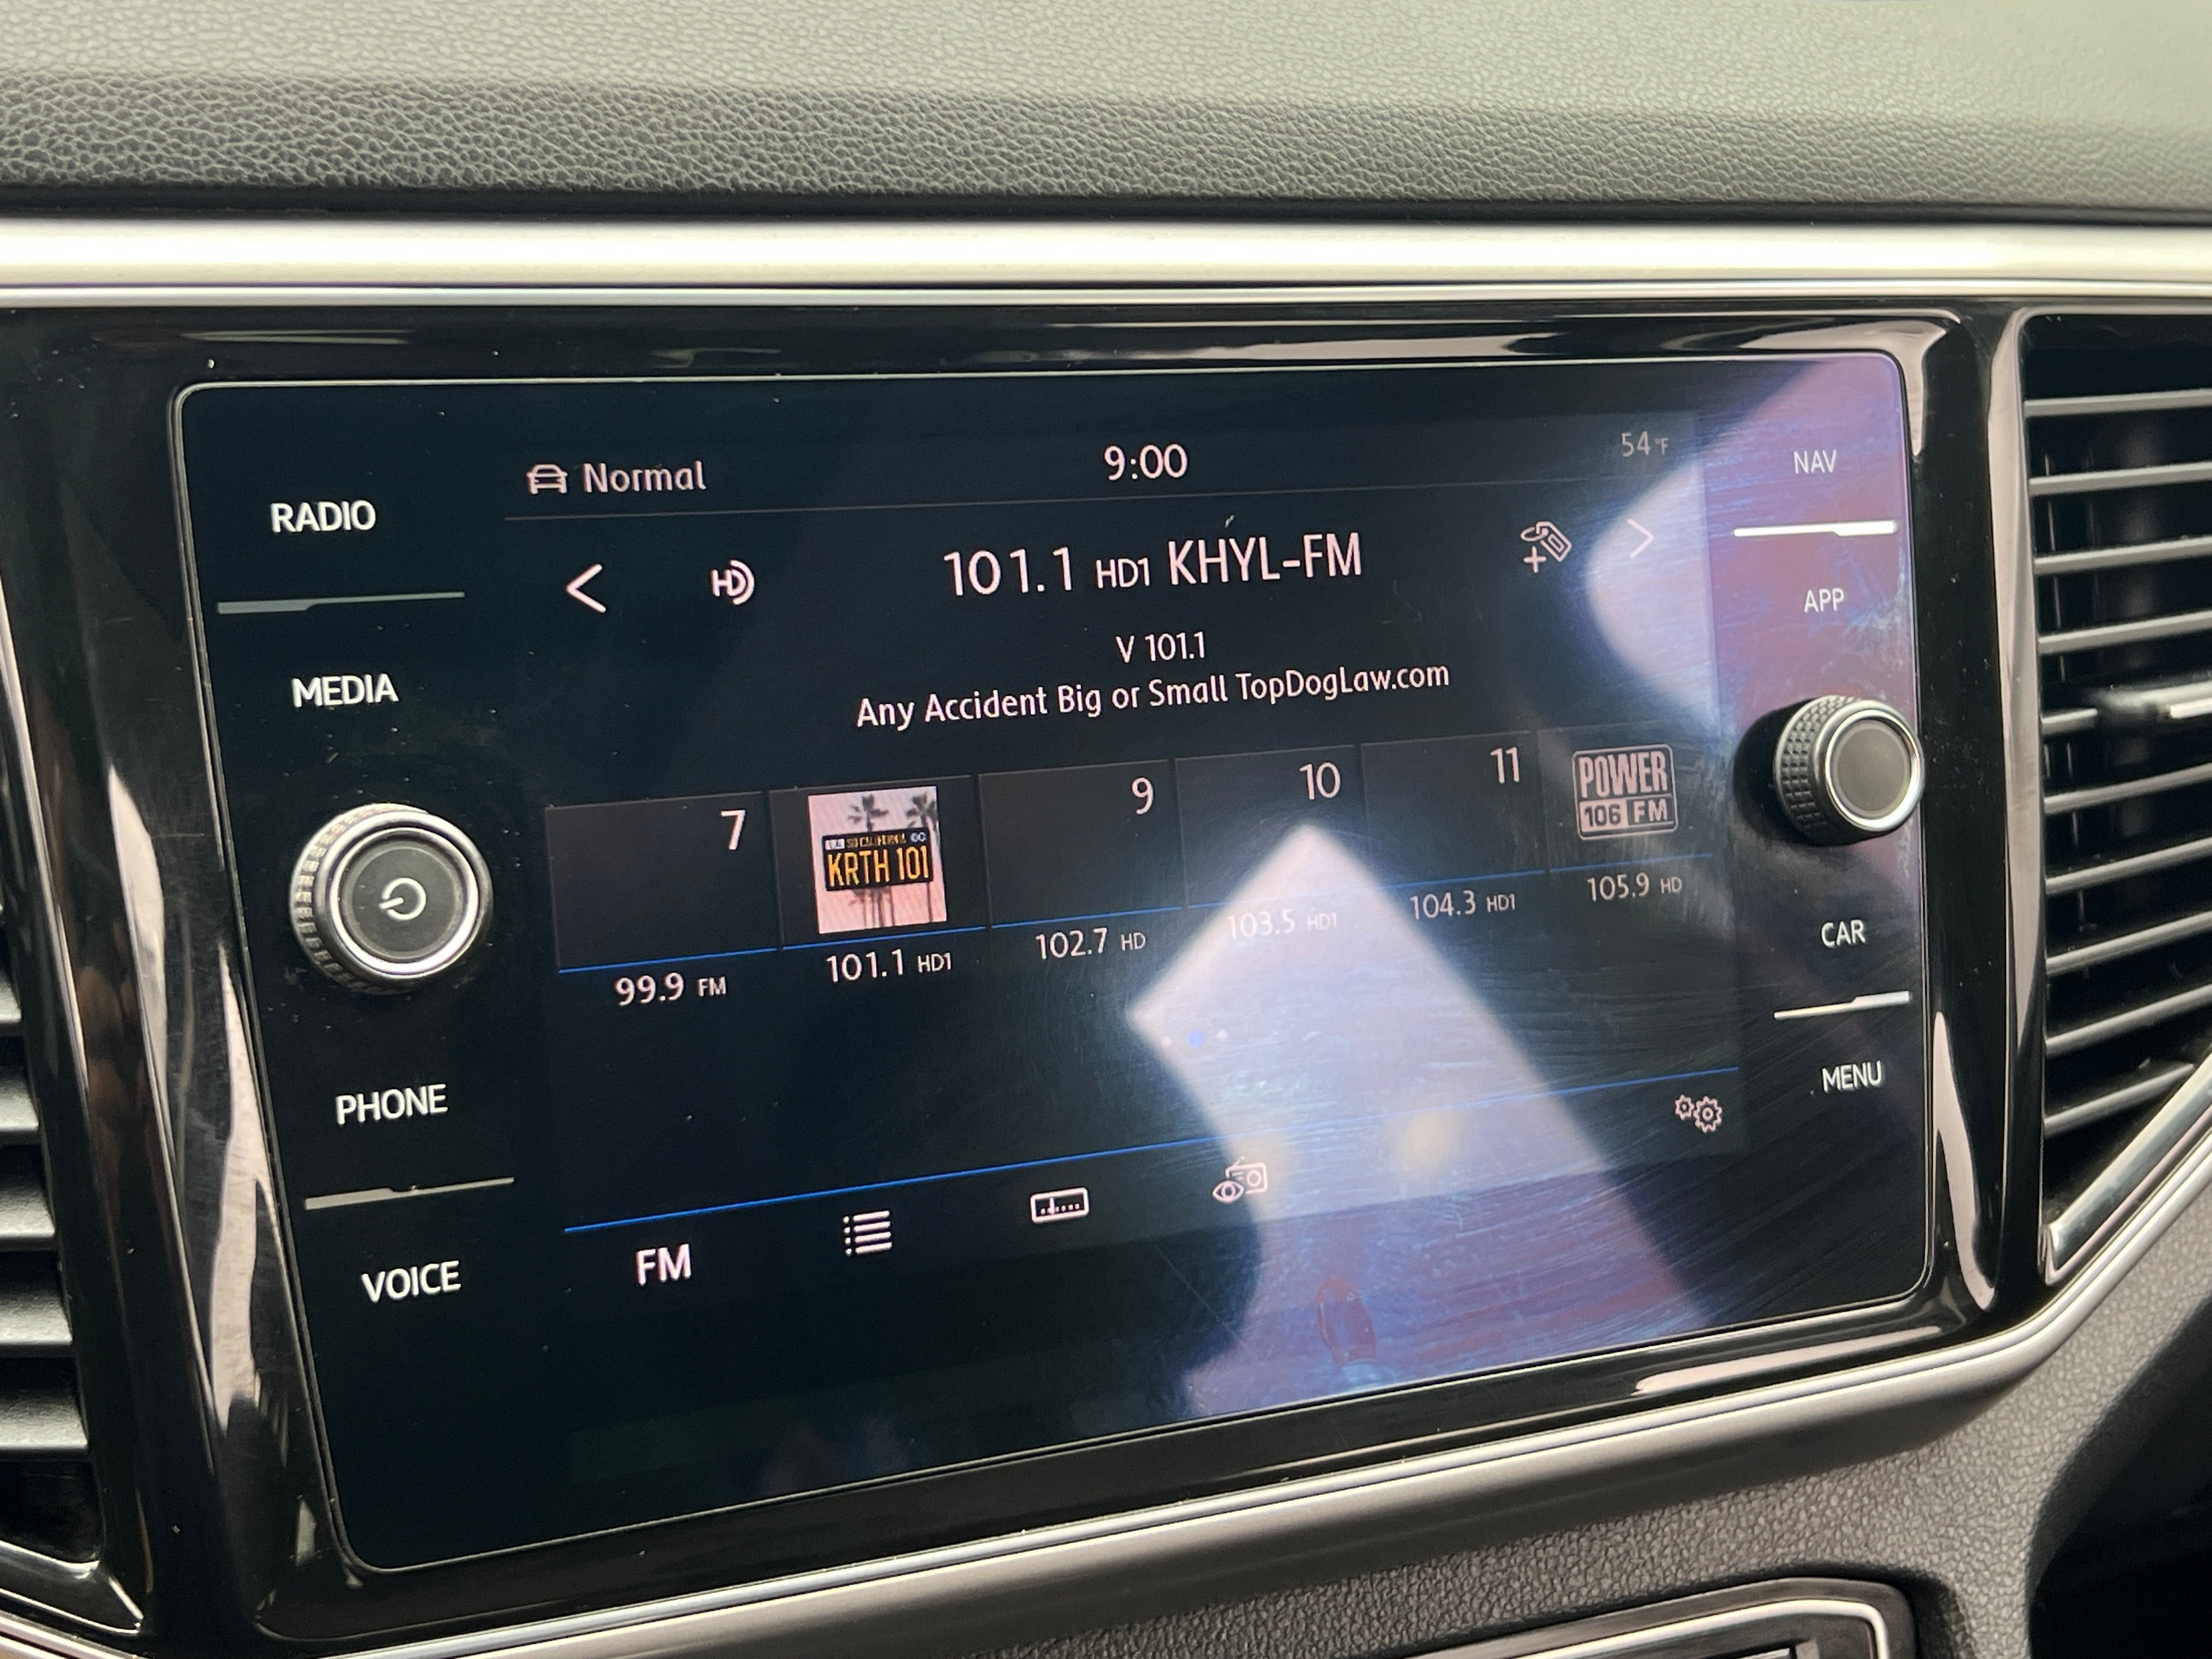 Normal 9:00 54°F
RADIO
NAV
101.1 HD1 KHYL-FM
HD
APP
V 101.1
Any Accident Big or Small TopDogLaw.com
MEDIA
7 9 10 11
KRTH 101
POWER
106 FM
99.9 FM 101.1 HD1 102.7 HD 103.5 HD1 104.3 HD1 105.9 HD
CAR
PHONE
MENU
FM
VOICE